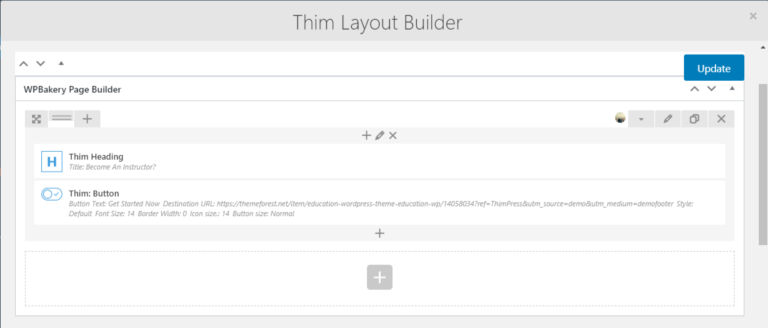 Thim Layout Builder
Update
WPBakery Page Builder
H
Thim Heading
Title: Become An Instructor?
Thim: Button
Button Text: Get Started Now Destination URL: https://themeforest.net/item/education-wordpress-theme-education-wp/14058034?ref=ThimPress&utm_source=demo&utm_medium=demofooter Style:
Default Font Size: 14 Border Width: 0 Icon size.: 14 Button size: Normal